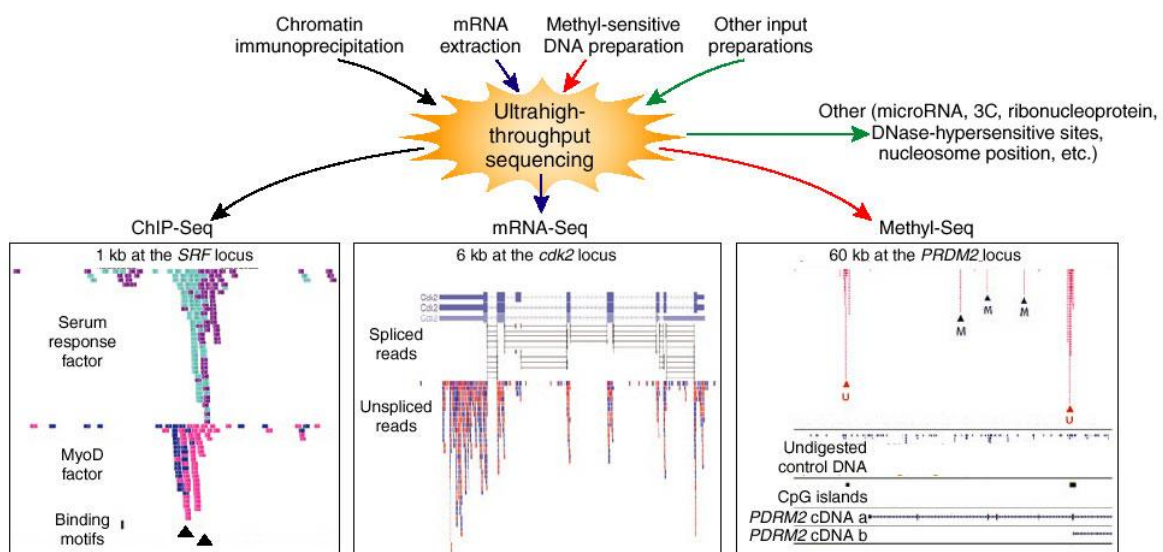 Chromatin
immunoprecipitation
mRNA
extraction
Methyl-sensitive
DNA preparation
Other input
preparations
Ultrahigh-
throughput
sequencing
Other (microRNA, 3C, ribonucleoprotein,
DNase-hypersensitive sites,
nucleosome position, etc.)
ChIP-Seq
1 kb at the SRF locus
Serum
response
factor
MyoD
factor
Binding
motifs
mRNA-Seq
6 kb at the cdk2 locus
Cdk2
Cdk2
Cdk2
Spliced
reads
Unspliced
reads
Methyl-Seq
60 kb at the PRDM2 locus
M
M
M
U
U
Undigested
control DNA
CpG islands
PDRM2 cDNA a
PDRM2 cDNA b